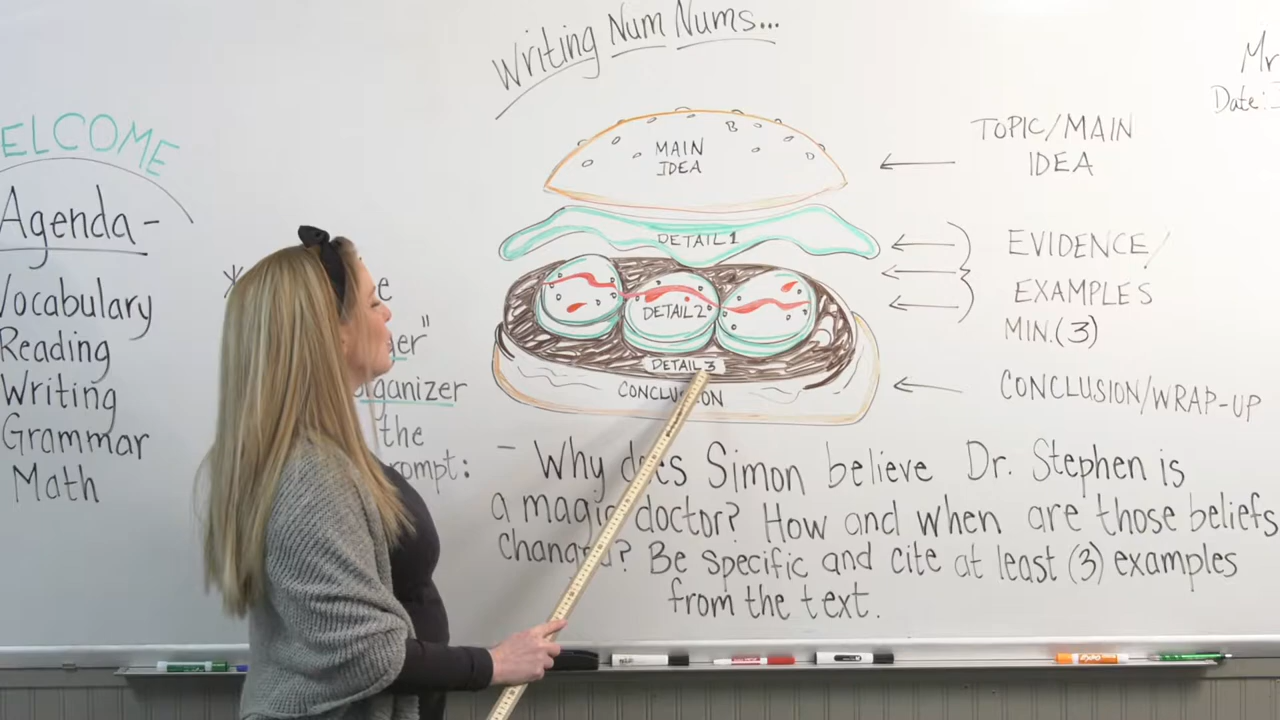 Writing Num Nums...
Mr
Date:
ELCOME
Agenda-
Vocabulary
Reading
Writing
Grammar
Math
*
er"
the
prompt:
MAIN
IDEA
DETAIL 1
DETAIL 2
DETAIL 3
CONCLUSION
TOPIC/MAIN
IDEA
EVIDENCE/
EXAMPLES
MIN.(3)
CONCLUSION/WRAP-UP
- Why does Simon believe Dr. Stephen is
a magic doctor? How and when are those beliefs
changed? Be specific and cite at least (3) examples
from the text.